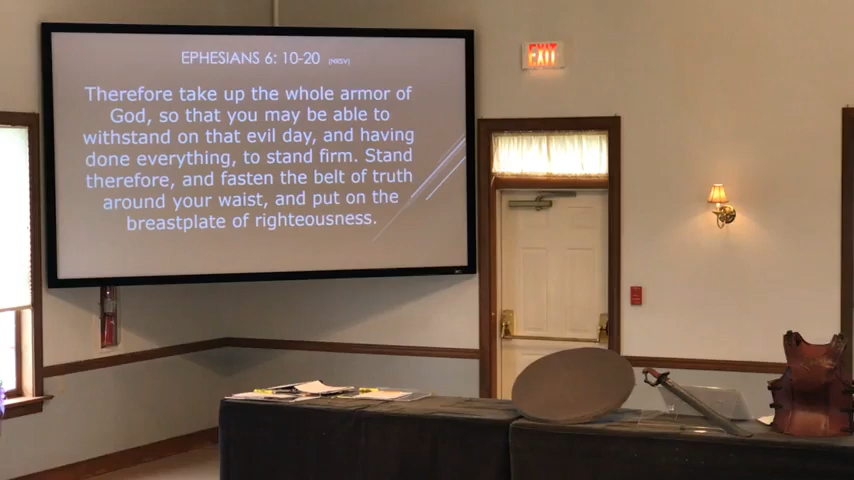 EPHESIANS 6: 10-20 (NRSV)
Therefore take up the whole armor of
God, so that you may be able to
withstand on that evil day, and having
done everything, to stand firm. Stand
therefore, and fasten the belt of truth
around your waist, and put on the
breastplate of righteousness.
EXIT